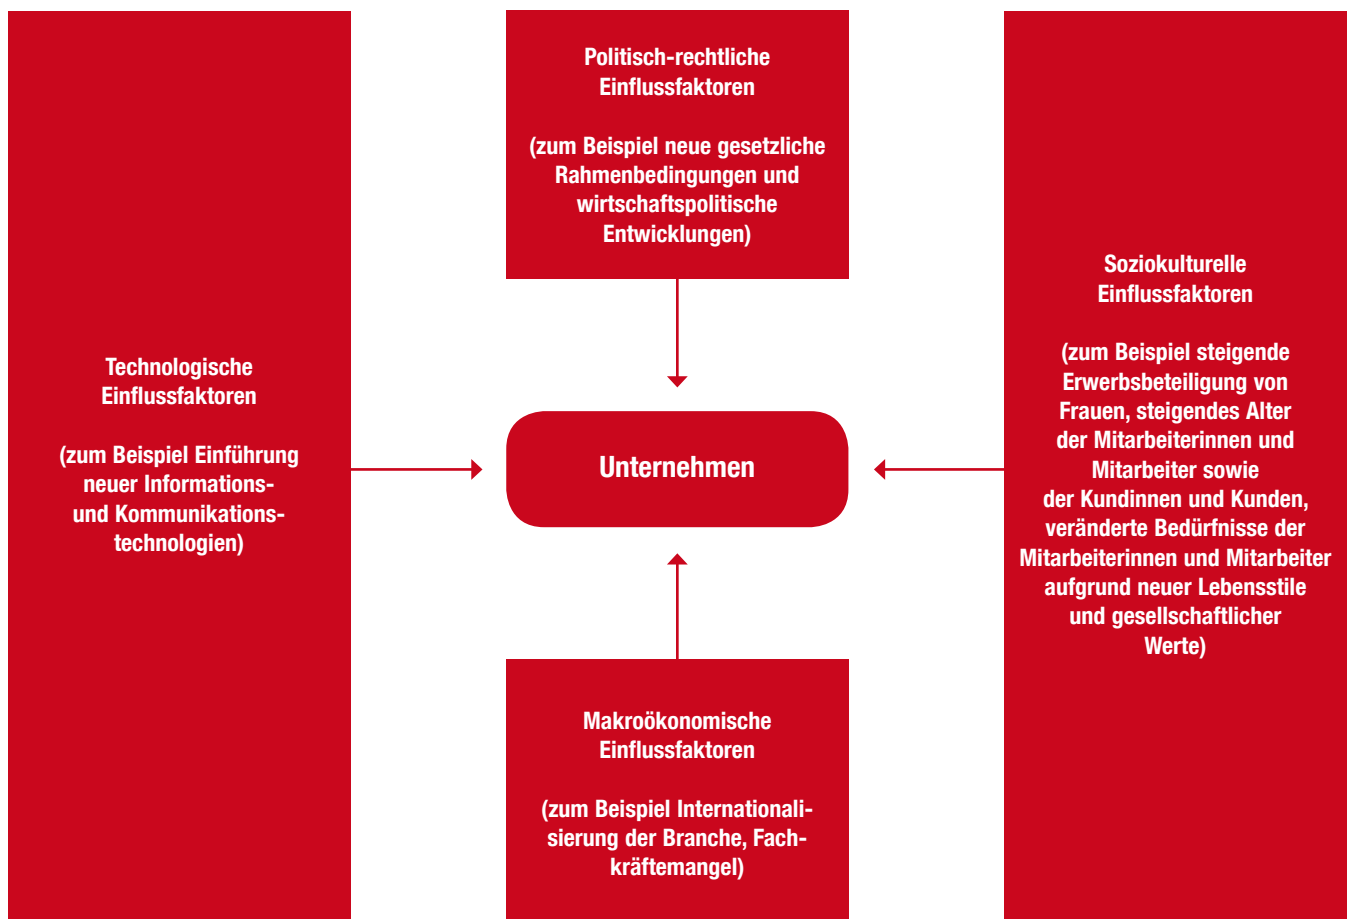 Politisch-rechtliche
Einflussfaktoren
(zum Beispiel neue gesetzliche
Rahmenbedingungen und
wirtschaftspolitische
Entwicklungen)
Technologische
Einflussfaktoren
(zum Beispiel Einführung
neuer Informations-
und Kommunikations-
technologien)
Unternehmen
Soziokulturelle
Einflussfaktoren
(zum Beispiel steigende
Erwerbsbeteiligung von
Frauen, steigendes Alter
der Mitarbeiterinnen und
Mitarbeiter sowie
der Kundinnen und Kunden,
veränderte Bedürfnisse der
Mitarbeiterinnen und Mitarbeiter
aufgrund neuer Lebensstile
und gesellschaftlicher
Werte)
Makroökonomische
Einflussfaktoren
(zum Beispiel Internationali-
sierung der Branche, Fach-
kräftemangel)